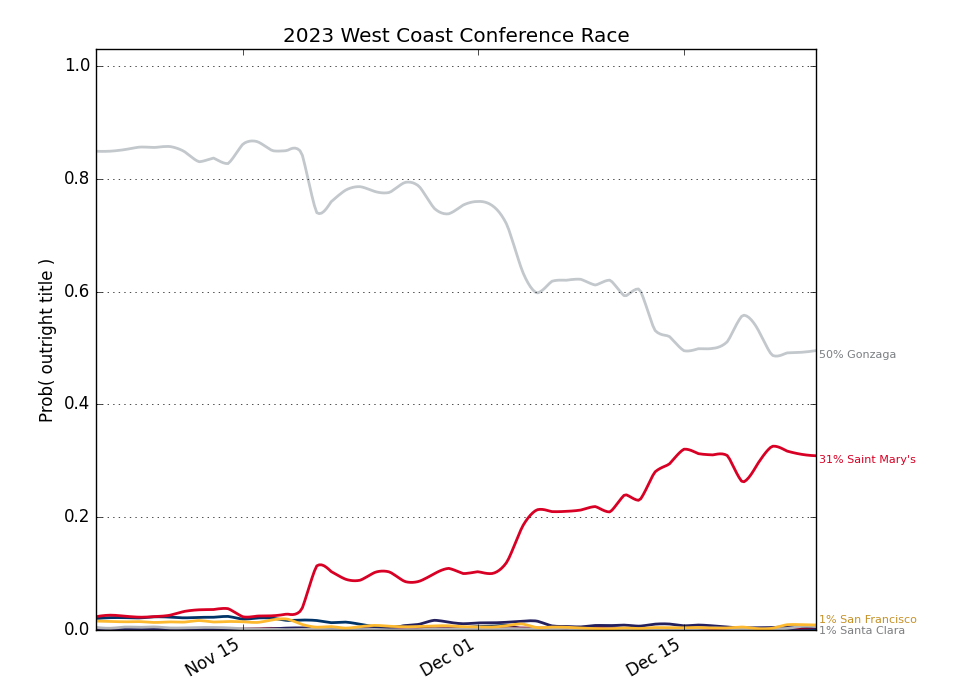 2023 West Coast Conference Race
Prob( outright title )
1.0
0.8
0.6
0.4
0.2
0.0
Nov 15
Dec 01
Dec 15
50% Gonzaga
31% Saint Mary's
1% San Francisco
1% Santa Clara